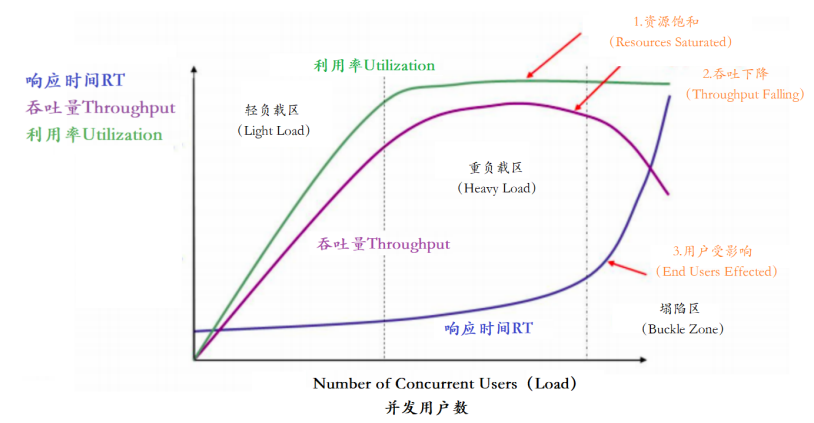 1.资源饱和
（Resources Saturated）
利用率Utilization
响应时间RT
吞吐量Throughput
利用率Utilization
轻负载区
（Light Load）
2.吞吐下降
（Throughput Falling）
重负载区
（Heavy Load）
吞吐量Throughput
3.用户受影响
（End Users Effected）
响应时间RT
塌陷区
（Buckle Zone）
Number of Concurrent Users（Load）
并发用户数